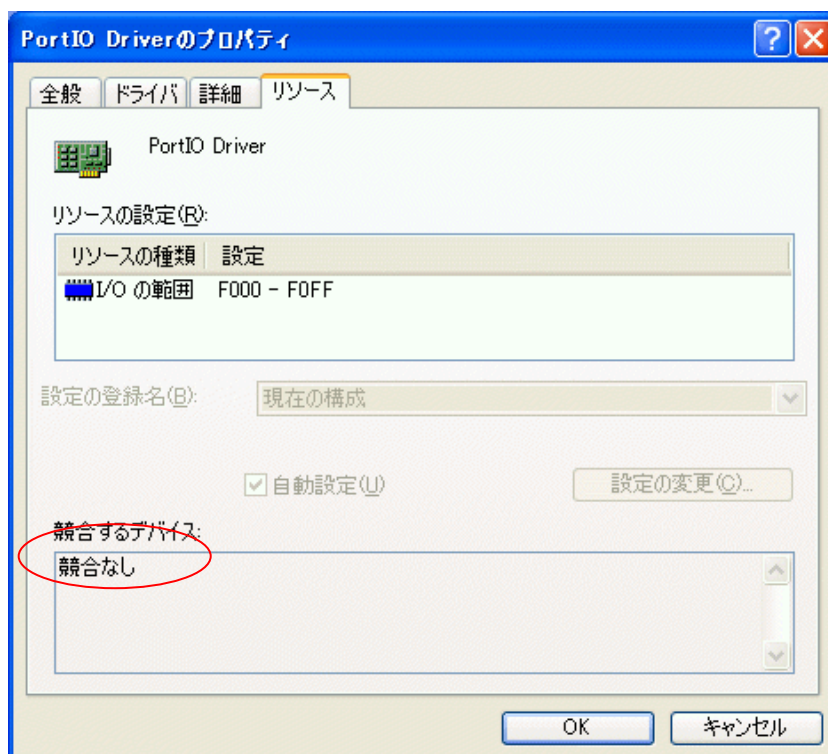 PortIO Driverのプロパティ
全般 ドライバ 詳細 リソース
PortIO Driver
リソースの設定(R):
リソースの種類 設定
I/O の範囲 F000 - F0FF
設定の登録名(B): 現在の構成
自動設定(U) 設定の変更(C)...
競合するデバイス:
競合なし
OK キャンセル